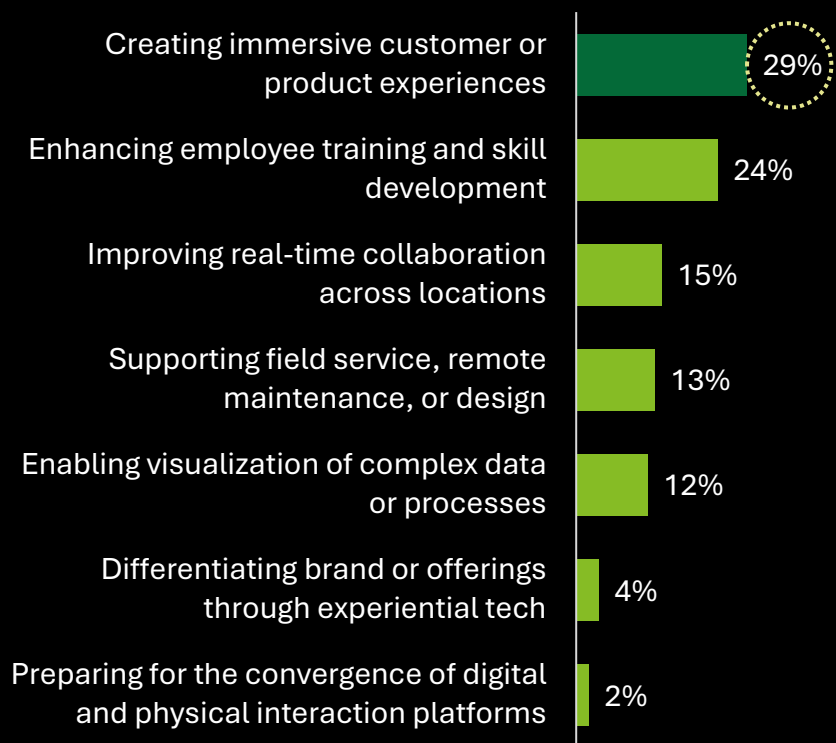 Creating immersive customer or
product experiences
29%
Enhancing employee training and skill
development
24%
Improving real-time collaboration
across locations
15%
Supporting field service, remote
maintenance, or design
13%
Enabling visualization of complex data
or processes
12%
Differentiating brand or offerings
through experiential tech
4%
Preparing for the convergence of digital
and physical interaction platforms
2%